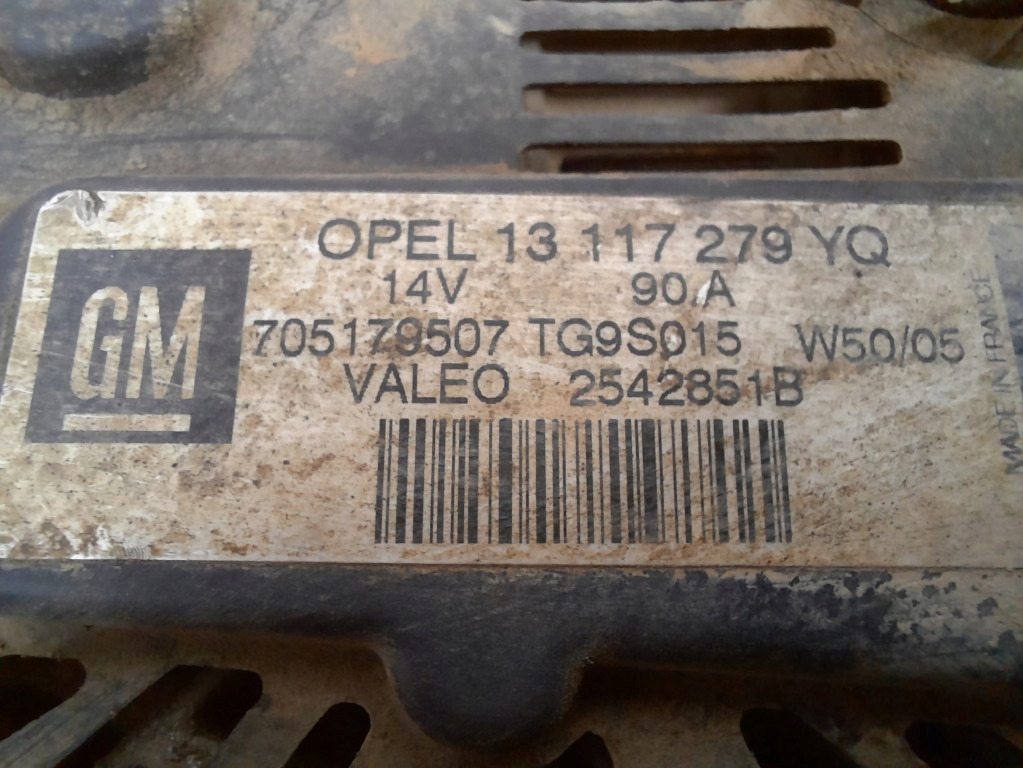 OPEL 13 117 279 YQ
14V 90 A
GM
705179507 TG9S015 W50/05
VALEO 2542851B
MADE IN FRANCE